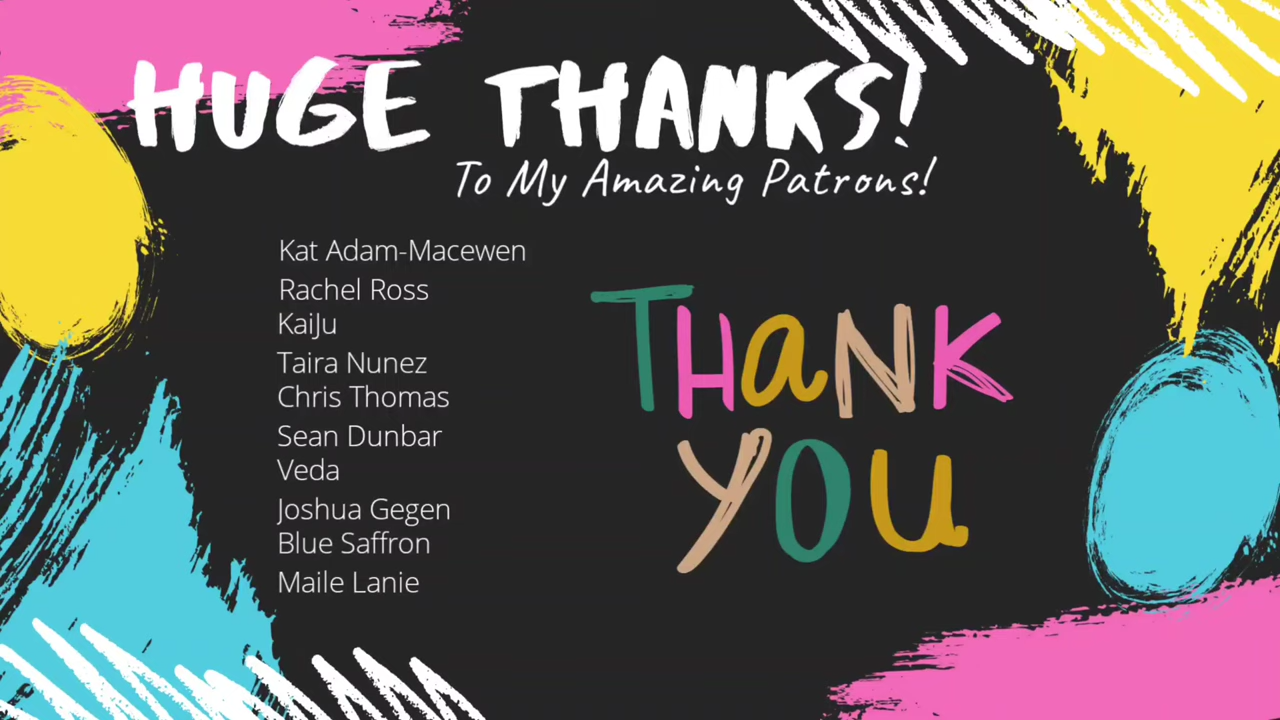 HUGE THANKS!
To My Amazing Patrons!
Kat Adam-Macewen
Rachel Ross
KaiJu
Taira Nunez
Chris Thomas
Sean Dunbar
Veda
Joshua Gegen
Blue Saffron
Maile Lanie
THaNK
YOu